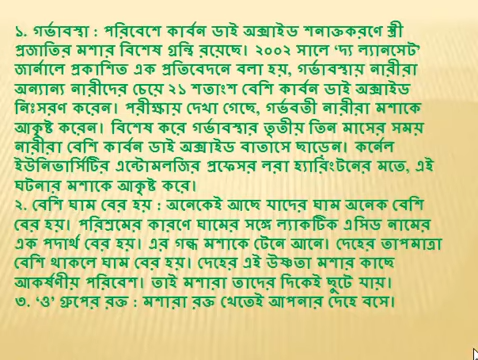 ১. গর্ভাবস্থা : পরিবেশে কার্বন ডাই অক্সাইড শনাক্তকরণে স্ত্রী
প্রজাতির মশার বিশেষ গ্রন্থি রয়েছে। ২০০২ সালে ‘দ্য ল্যানসেট’
জার্নালে প্রকাশিত এক প্রতিবেদনে বলা হয়, গর্ভাবস্থায় নারীরা
অন্যান্য নারীদের চেয়ে ২১ শতাংশ বেশি কার্বন ডাই অক্সাইড
নিঃসরণ করেন। পরীক্ষায় দেখা গেছে, গর্ভবতী নারীরা মশাকে
আকৃষ্ট করেন। বিশেষ করে গর্ভাবস্থার তৃতীয় তিন মাসের সময়
নারীরা বেশি কার্বন ডাই অক্সাইড বাতাসে ছাড়েন। কর্নেল
ইউনিভার্সিটির এন্টোমলজির প্রফেসর লরা হ্যারিংটনের মতে, এই
ঘটনার মশাকে আকৃষ্ট করে।
২. বেশি ঘাম বের হয় : অনেকেই আছে যাদের ঘাম অনেক বেশি
বের হয়। পরিশ্রমের কারণে ঘামের সঙ্গে ল্যাকটিক এসিড নামের
এক পদার্থ বের হয়। এর গন্ধ মশাকে টেনে আনে। দেহের তাপমাত্রা
বেশি থাকলে ঘাম বের হয়। দেহের এই উষ্ণতা মশার কাছে
আকর্ষণীয় পরিবেশ। তাই মশারা তাদের দিকেই ছুটে যায়।
৩. ‘ও’ গ্রুপের রক্ত : মশারা রক্ত খেতেই আপনার দেহে বসে।